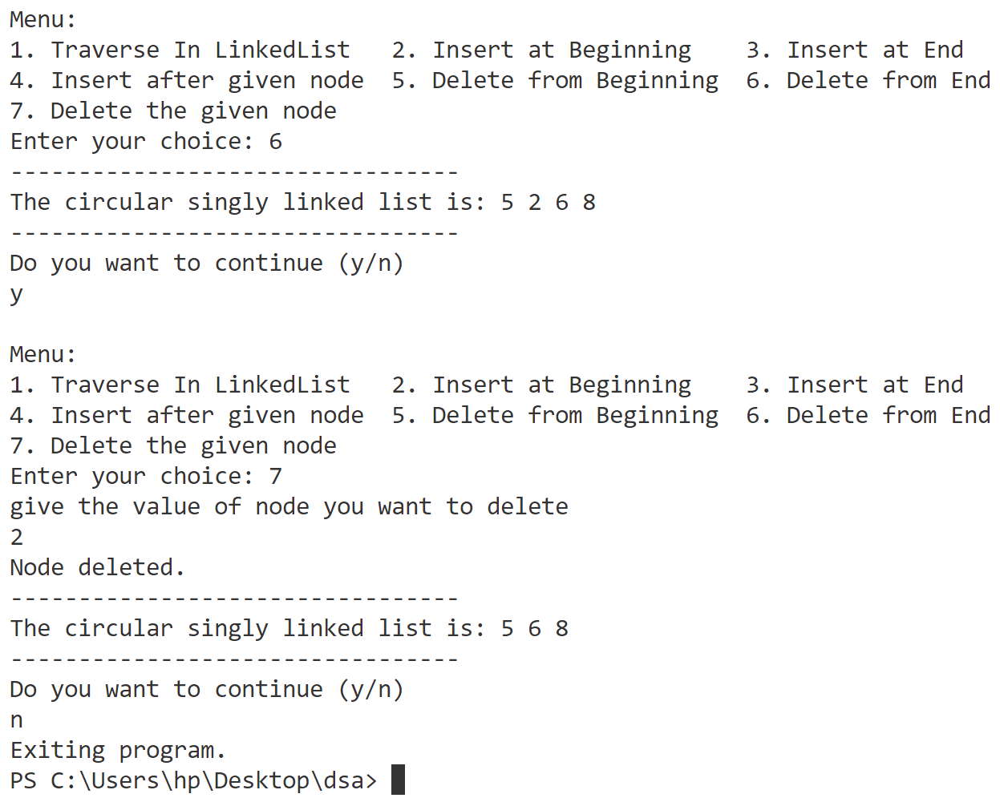 Menu:
1. Traverse In LinkedList   2. Insert at Beginning    3. Insert at End
4. Insert after given node  5. Delete from Beginning  6. Delete from End
7. Delete the given node
Enter your choice: 6
---------------------------------
The circular singly linked list is: 5 2 6 8
---------------------------------
Do you want to continue (y/n)
y

Menu:
1. Traverse In LinkedList   2. Insert at Beginning    3. Insert at End
4. Insert after given node  5. Delete from Beginning  6. Delete from End
7. Delete the given node
Enter your choice: 7
give the value of node you want to delete
2
Node deleted.
---------------------------------
The circular singly linked list is: 5 6 8
---------------------------------
Do you want to continue (y/n)
n
Exiting program.
PS C:\Users\hp\Desktop\dsa>